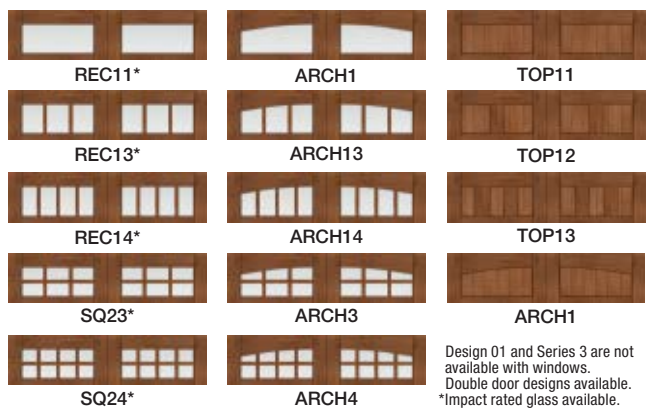 REC11*
ARCH1
TOP11
REC13*
ARCH13
TOP12
REC14*
ARCH14
TOP13
SQ23*
ARCH3
ARCH1
SQ24*
ARCH4
Design 01 and Series 3 are not
available with windows.
Double door designs available.
*Impact rated glass available.